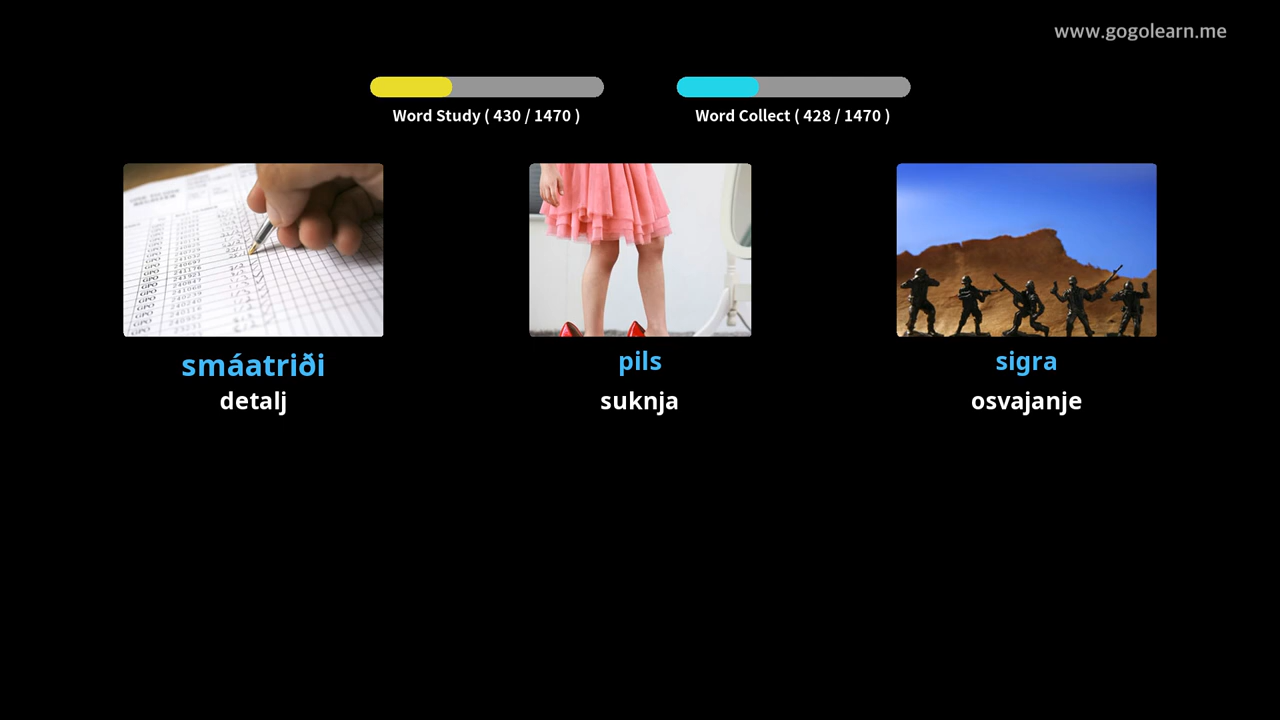 www.gogolearn.me
Word Study ( 430 / 1470 )
Word Collect ( 428 / 1470 )
smáatriði
pils
sigra
detalj
suknja
osvajanje